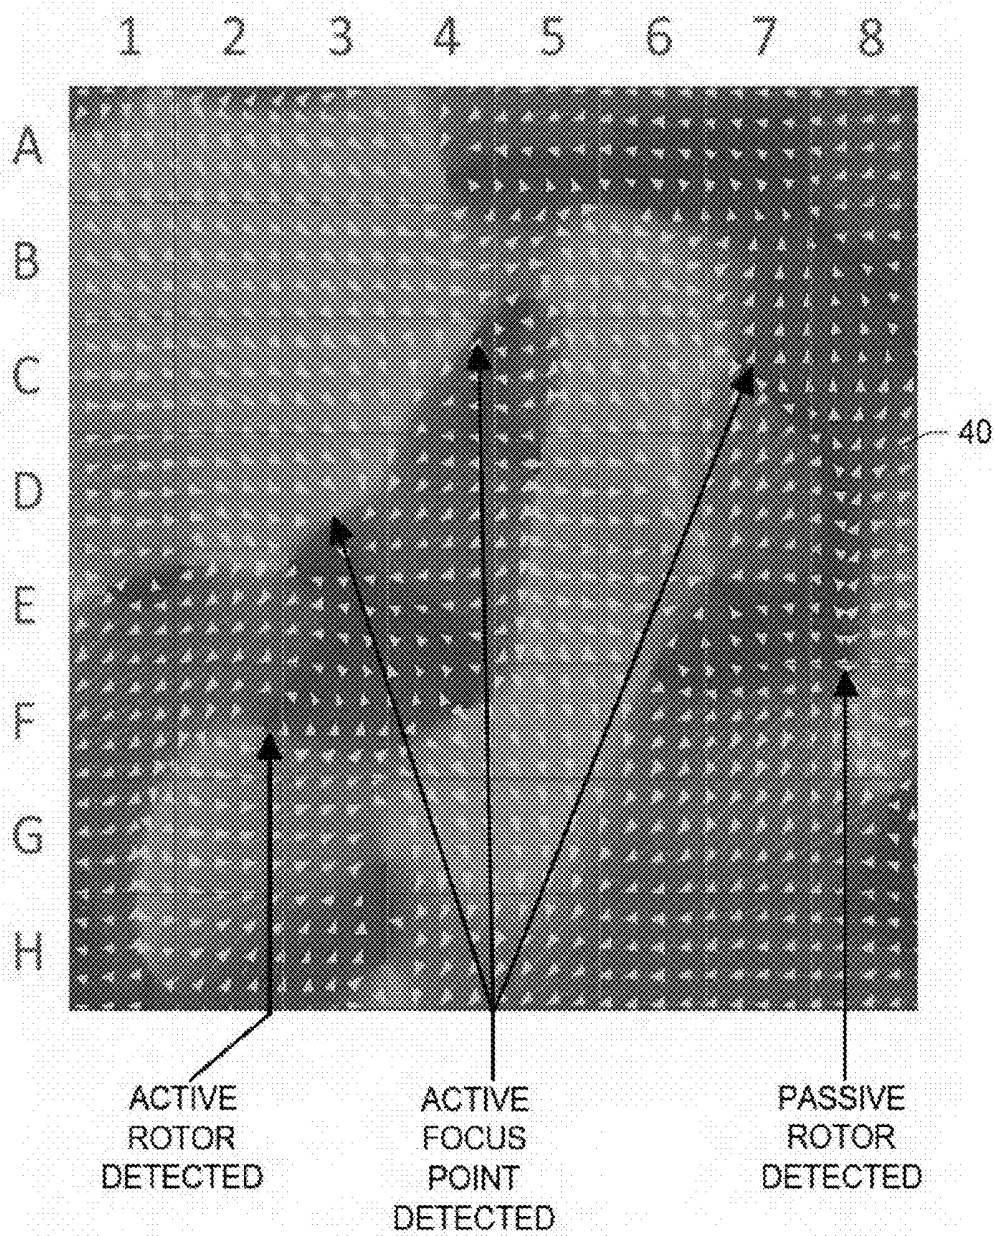 1 2 3 4 5 6 7 8
A
B
C
40
D
E
F
G
H
ACTIVE
ROTOR
DETECTED
ACTIVE
FOCUS
POINT
DETECTED
PASSIVE
ROTOR
DETECTED